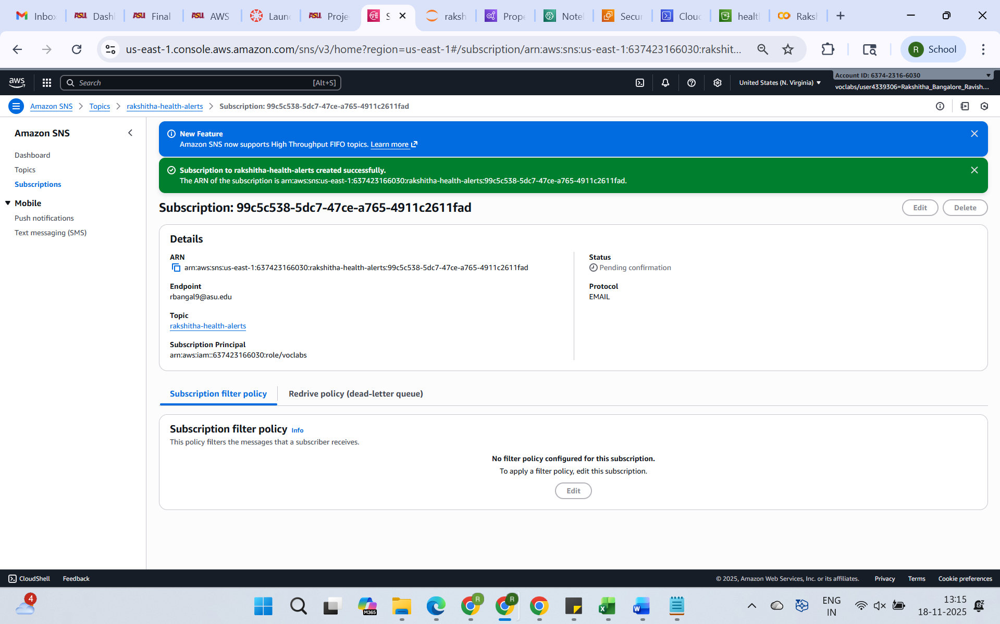 Inbox
ASU Dash
ASU Final
ASU AWS
Laun
ASU Proje
S
raksh
Prope
Note
Secur
Clouc
healt
Raks
us-east-1.console.aws.amazon.com/sns/v3/home?region=us-east-1#/subscription/arn:aws:sns:us-east-1:637423166030:rakshit...
R School
aws
Search [Alt+S]
United States (N. Virginia)
Account ID: 6374-2316-6030
voclabs/user4339306=Rakshitha_Bangalore_Ravish...
Amazon SNS
Topics
rakshitha-health-alerts
Subscription: 99c5c538-5dc7-47ce-a765-4911c2611fad
Amazon SNS
Dashboard
Topics
Subscriptions
Mobile
Push notifications
Text messaging (SMS)
New Feature
Amazon SNS now supports High Throughput FIFO topics. Learn more
Subscription to rakshitha-health-alerts created successfully.
The ARN of the subscription is arn:aws:sns:us-east-1:637423166030:rakshitha-health-alerts:99c5c538-5dc7-47ce-a765-4911c2611fad.
Subscription: 99c5c538-5dc7-47ce-a765-4911c2611fad
Edit
Delete
Details
ARN
arn:aws:sns:us-east-1:637423166030:rakshitha-health-alerts:99c5c538-5dc7-47ce-a765-4911c2611fad
Endpoint
rbangal9@asu.edu
Topic
rakshitha-health-alerts
Subscription Principal
arn:aws:iam::637423166030:role/voclabs
Status
Pending confirmation
Protocol
EMAIL
Subscription filter policy
Redrive policy (dead-letter queue)
Subscription filter policy Info
This policy filters the messages that a subscriber receives.
No filter policy configured for this subscription.
To apply a filter policy, edit this subscription.
Edit
CloudShell
Feedback
© 2025, Amazon Web Services, Inc. or its affiliates.
Privacy
Terms
Cookie preferences
4
M365
R
R
X
W
ENG
IN
13:15
18-11-2025